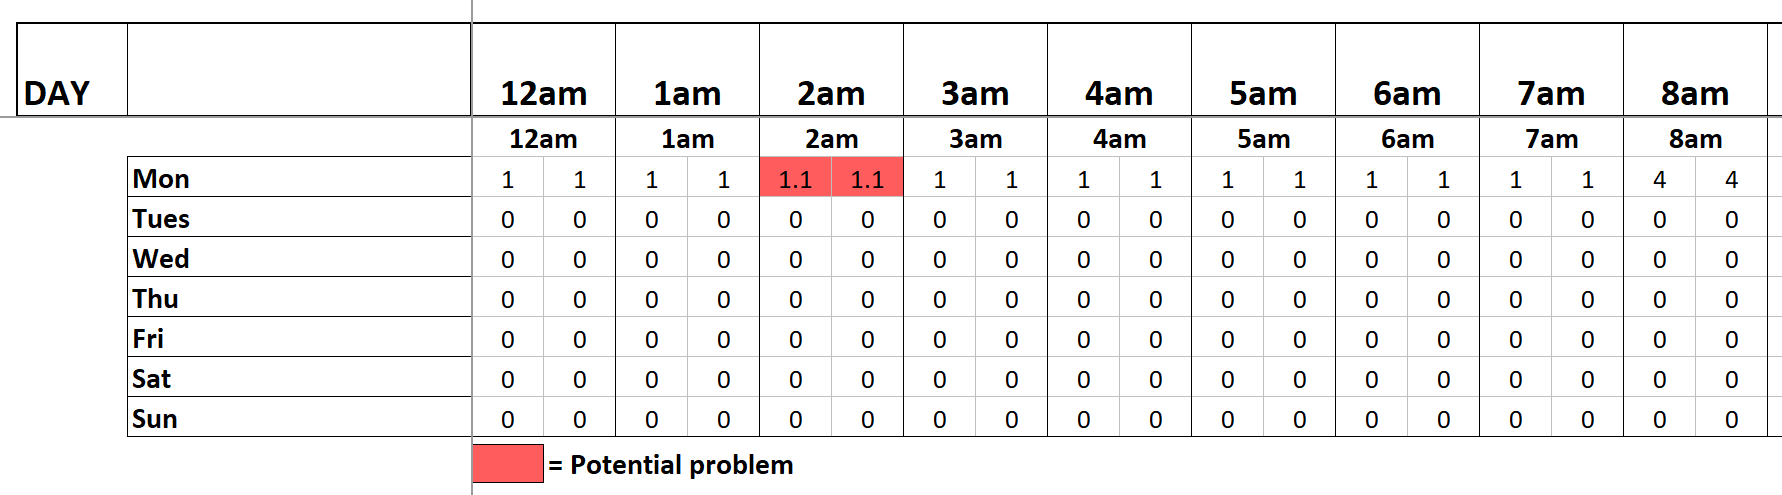 DAY 12am 1am 2am 3am 4am 5am 6am 7am 8am
12am 1am 2am 3am 4am 5am 6am 7am 8am
Mon 1 1 1 1 1.1 1.1 1 1 1 1 1 1 1 1 1 1 4 4
Tues 0 0 0 0 0 0 0 0 0 0 0 0 0 0 0 0 0 0
Wed 0 0 0 0 0 0 0 0 0 0 0 0 0 0 0 0 0 0
Thu 0 0 0 0 0 0 0 0 0 0 0 0 0 0 0 0 0 0
Fri 0 0 0 0 0 0 0 0 0 0 0 0 0 0 0 0 0 0
Sat 0 0 0 0 0 0 0 0 0 0 0 0 0 0 0 0 0 0
Sun 0 0 0 0 0 0 0 0 0 0 0 0 0 0 0 0 0 0
= Potential problem